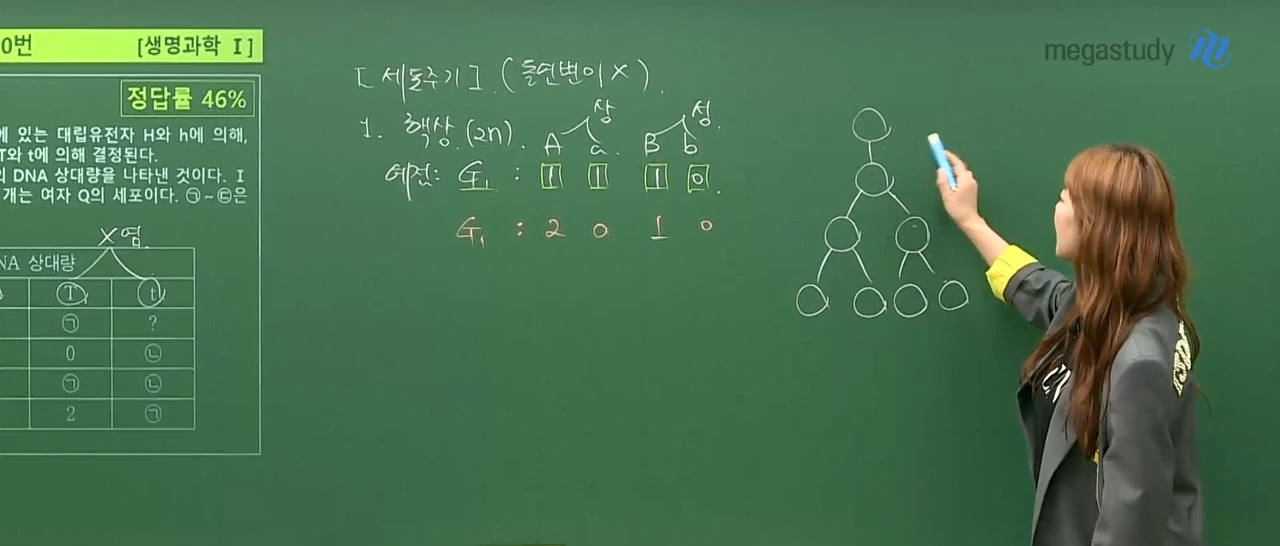 megastudy
0번 [생명과학 Ⅰ]
정답률 46%
에 있는 대립유전자 H와 h에 의해,
T와 t에 의해 결정된다.
의 DNA 상대량을 나타낸 것이다. Ⅰ
개는 여자 Q의 세포이다. ㉠~㉢은
X염.
NA 상대량
T t
㉠ ?
0 ㉡
㉠ ㉡
2 ㉠
[세포주기]. (돌연변이 X).
상 성.
1. 핵상.(2n). A a. B b
예전: G₁ : 1 1 1 0.
G₁ : 2 0 1 0